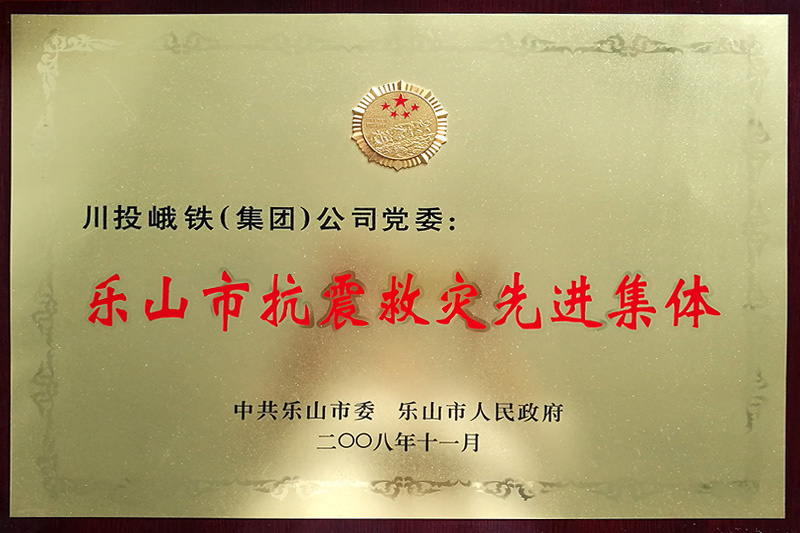 川投峨铁(集团)公司党委:
乐山市抗震救灾先进集体
中共乐山市委 乐山市人民政府
二〇〇八年十一月